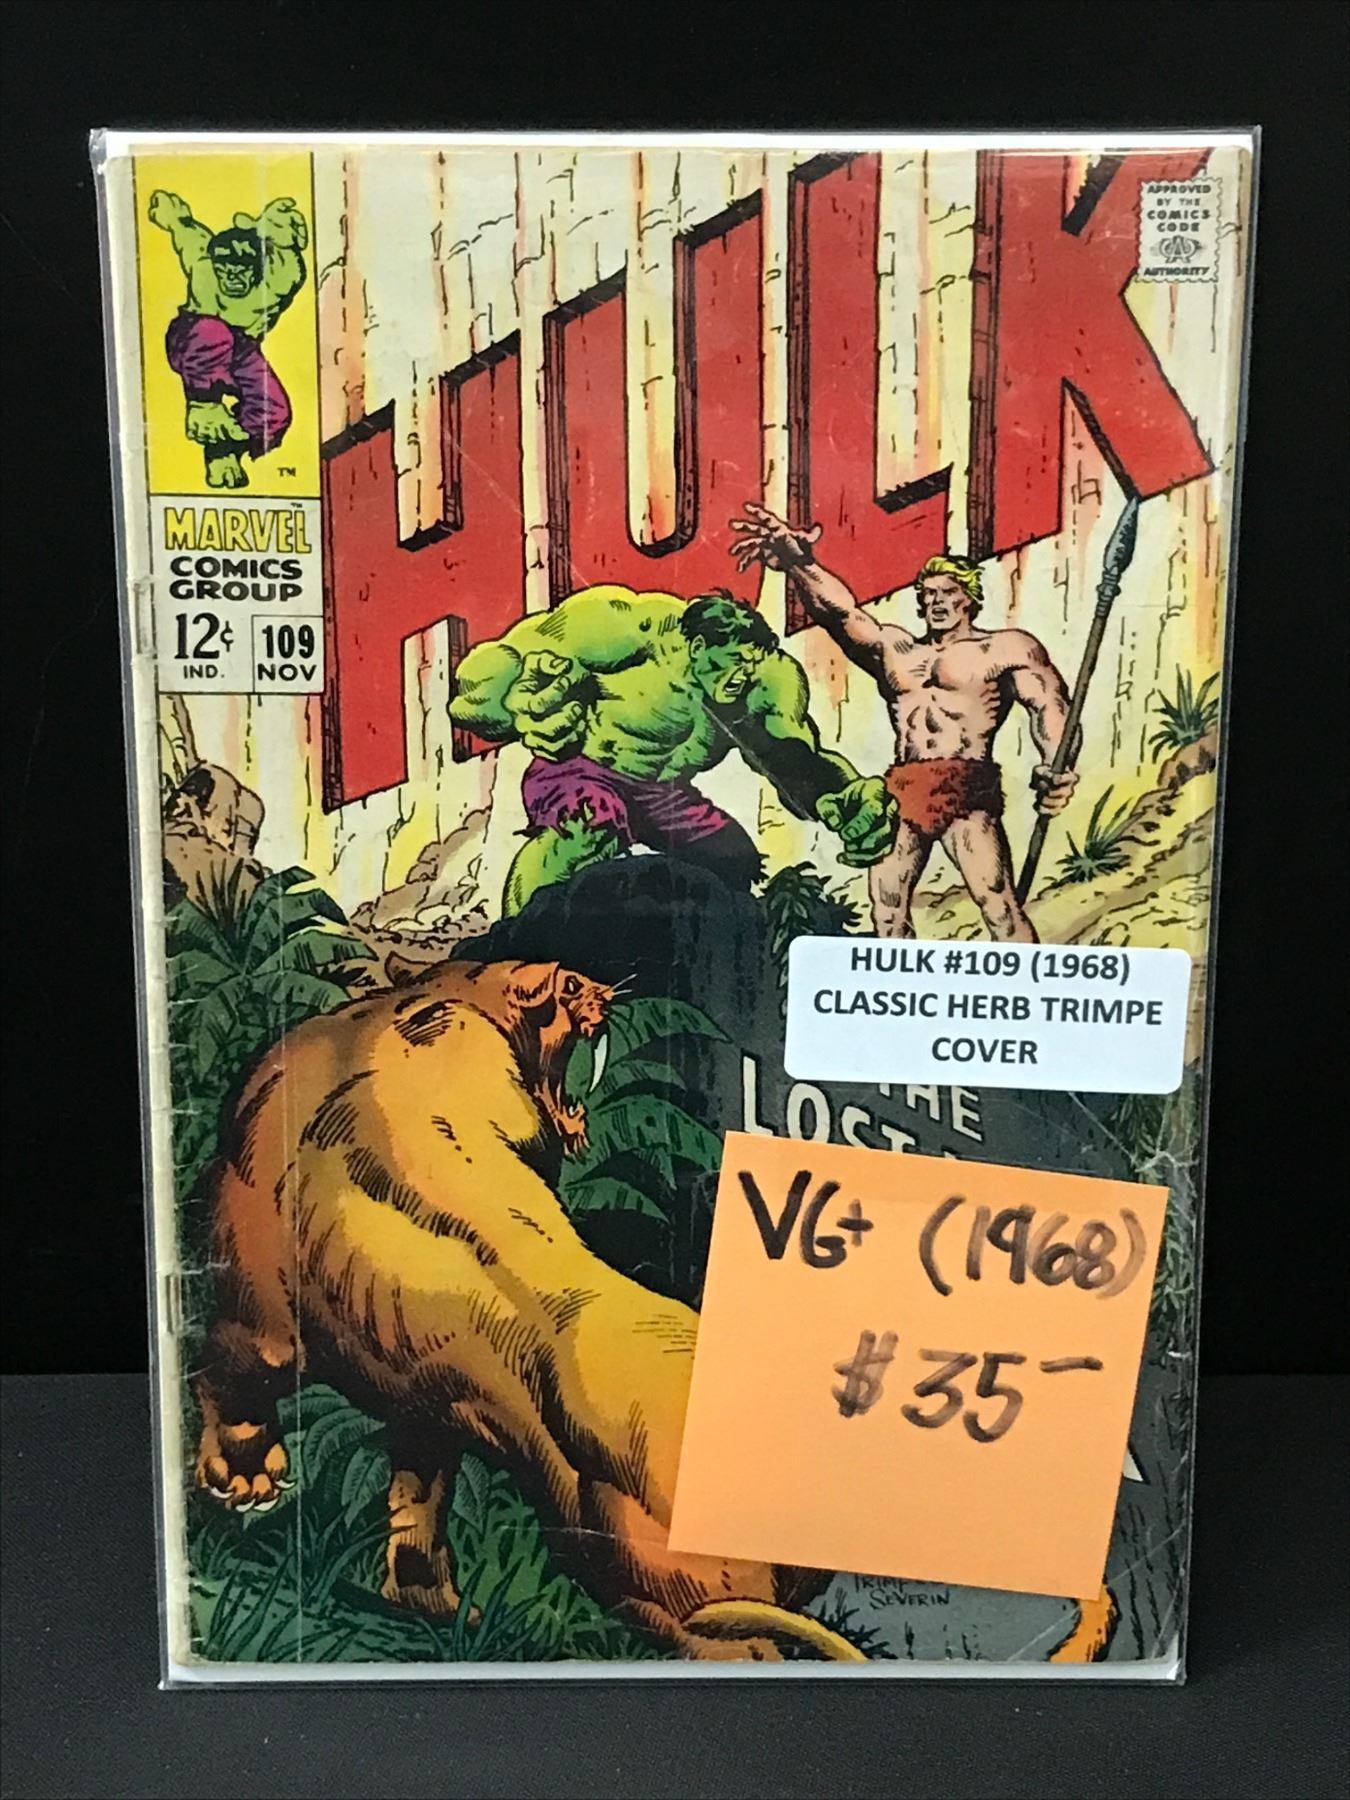 HULK
APPROVED
BY THE
COMICS
CODE
AUTHORITY
TM
MARVEL
COMICS
GROUP
12¢
IND.
109
NOV
HULK #109 (1968)
CLASSIC HERB TRIMPE
COVER
THE
LOST
VG+ (1968)
$35-
SEVERIN